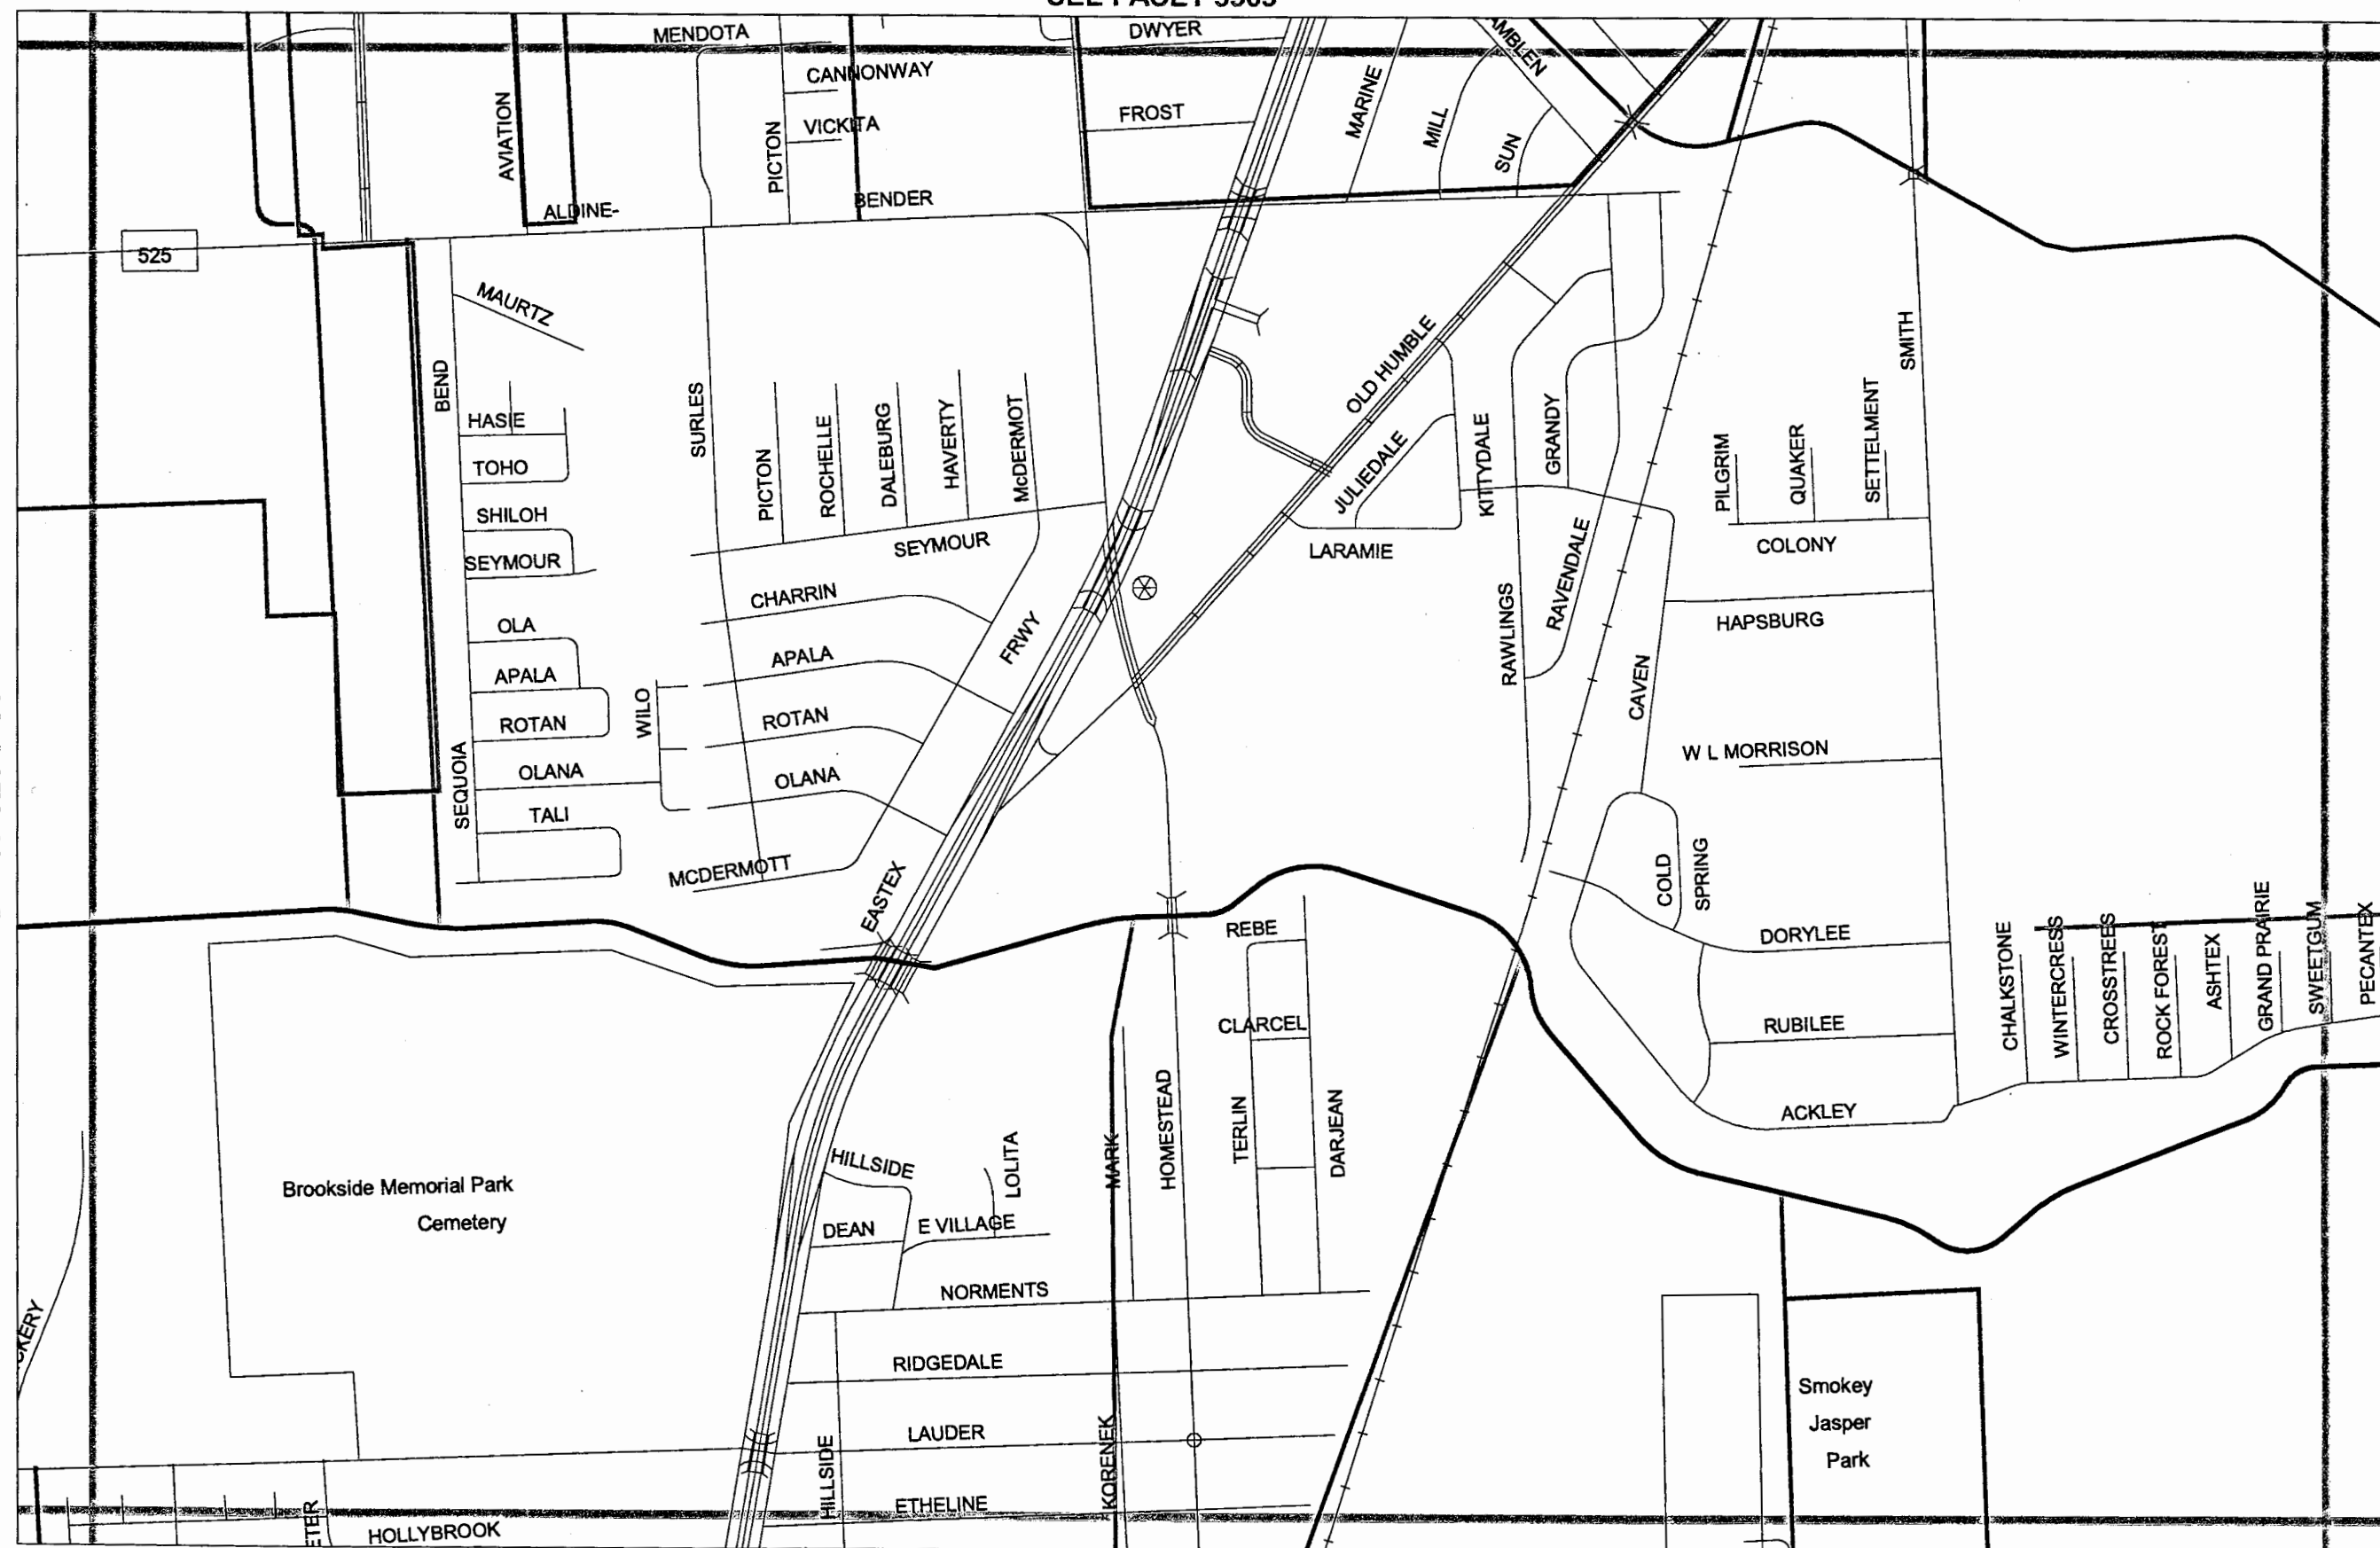 MENDOTA
DWYER
CANNONWAY
VICKITA
FROST
AVIATION
PICTON
MARINE
MILL
SUN
ALDINE-
BENDER
525
MAURTZ
BEND
SURLES
SMITH
OLD HUMBLE
HASIE
TOHO
SHILOH
SEYMOUR
OLA
APALA
ROTAN
OLANA
TALI
SEQUOIA
WILO
PICTON
ROCHELLE
DALEBURG
HAVERTY
McDERMOT
SEYMOUR
CHARRIN
APALA
ROTAN
OLANA
MCDERMOTT
FRWY
EASTEX
JULIEDALE
KITTYDALE
GRANDY
LARAMIE
RAWLINGS
RAVENDALE
CAVEN
PILGRIM
QUAKER
SETTELMENT
COLONY
HAPSBURG
W L MORRISON
COLD
SPRING
DORYLEE
RUBILEE
ACKLEY
CHALKSTONE
WINTERCRESS
CROSSTREES
ROCK FOREST
ASHTEX
GRAND PRAIRIE
SWEETGUM
PECANTEX
REBE
CLARCEL
TERLIN
DARJEAN
HOMESTEAD
MARK
LOLITA
HILLSIDE
DEAN
E VILLAGE
NORMENTS
RIDGEDALE
LAUDER
ETHELINE
HILLSIDE
KORENEK
HOLLYBROOK
Brookside Memorial Park
Cemetery
Smokey
Jasper
Park